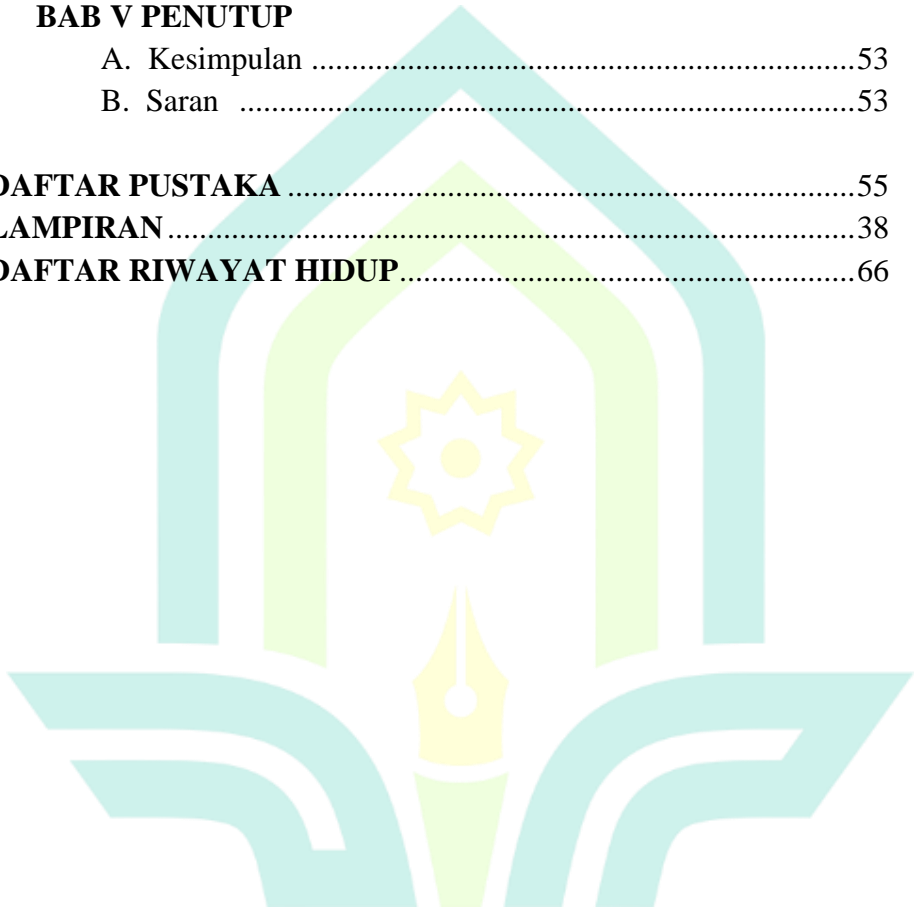 BAB V PENUTUP
A. Kesimpulan ........................................................................................53
B. Saran ....................................................................................................53
DAFTAR PUSTAKA ............................................................................................55
LAMPIRAN ................................................................................................................38
DAFTAR RIWAYAT HIDUP..........................................................................66